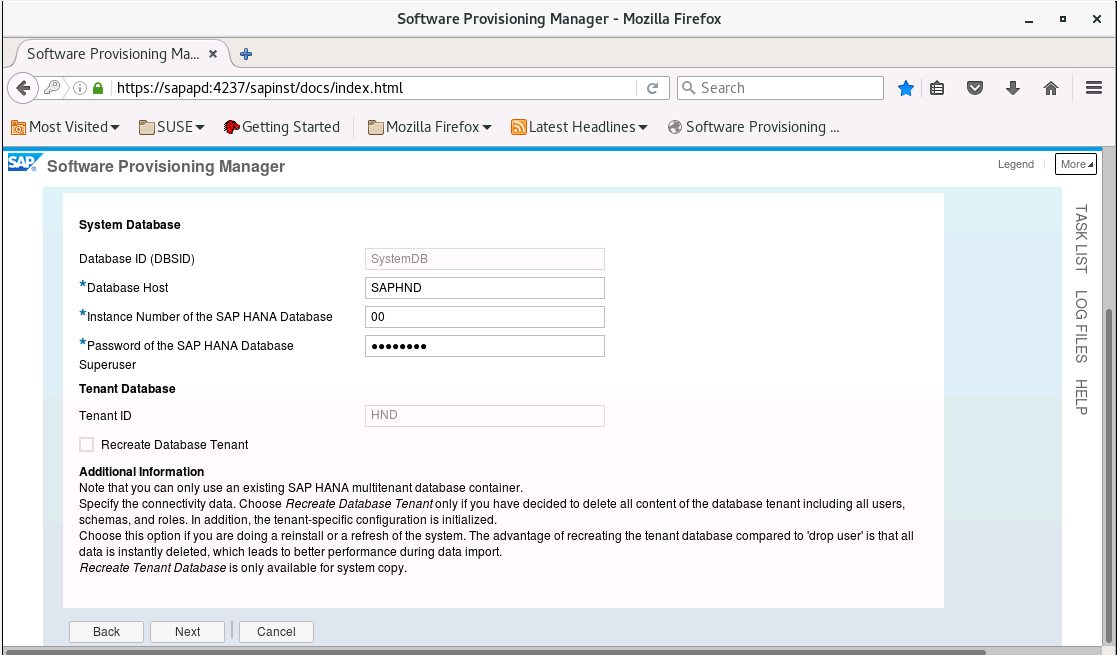 Software Provisioning Manager - Mozilla Firefox
Software Provisioning Ma...
https://sapapd:4237/sapinst/docs/index.html
Search
Most Visited
SUSE
Getting Started
Mozilla Firefox
Latest Headlines
Software Provisioning ...
SAP
Software Provisioning Manager
Legend
More
System Database
Database ID (DBSID)
SystemDB
*Database Host
SAPHND
*Instance Number of the SAP HANA Database
00
*Password of the SAP HANA Database
Superuser
••••••••
Tenant Database
Tenant ID
HND
Recreate Database Tenant
Additional Information
Note that you can only use an existing SAP HANA multitenant database container.
Specify the connectivity data. Choose Recreate Database Tenant only if you have decided to delete all content of the database tenant including all users,
schemas, and roles. In addition, the tenant-specific configuration is initialized.
Choose this option if you are doing a reinstall or a refresh of the system. The advantage of recreating the tenant database compared to 'drop user' is that all
data is instantly deleted, which leads to better performance during data import.
Recreate Tenant Database is only available for system copy.
Back
Next
Cancel
TASK LIST
LOG FILES
HELP